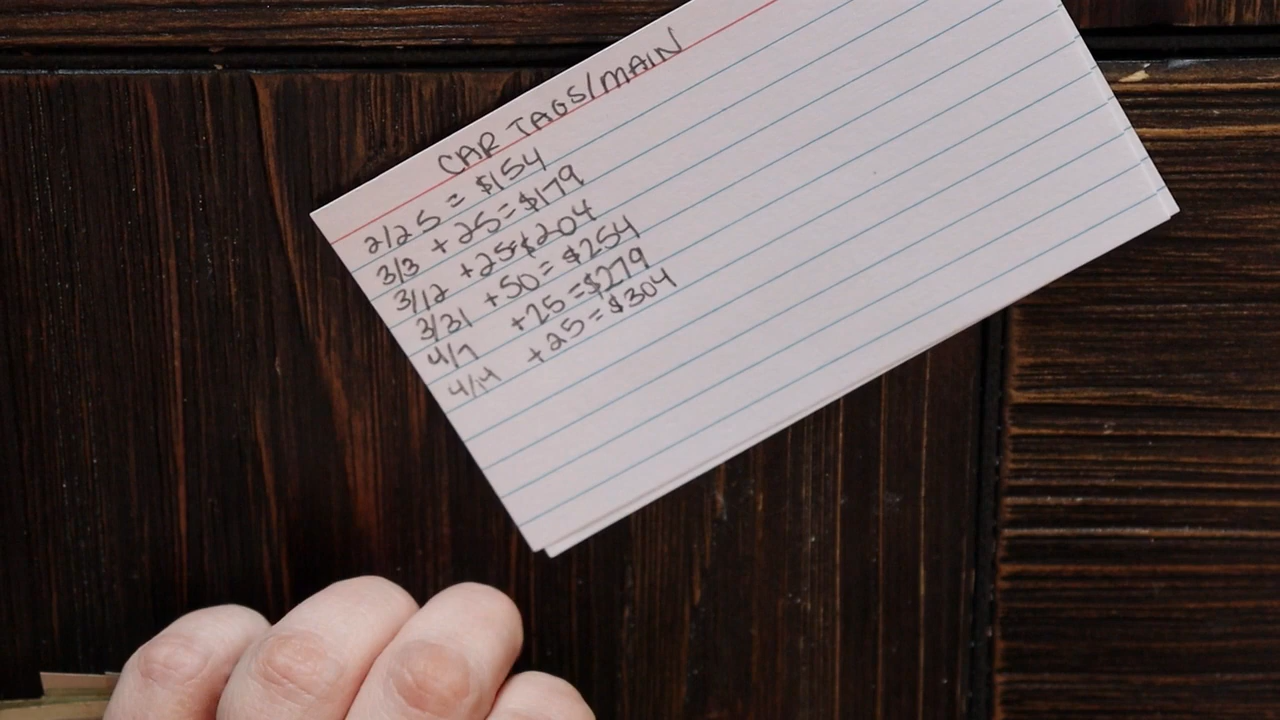 CAR TAGS/MAIN
2/25 = $154
3/3 +25=$179
3/12 +25=$204
3/31 +50=$254
4/7 +25=$279
4/14 +25=$304